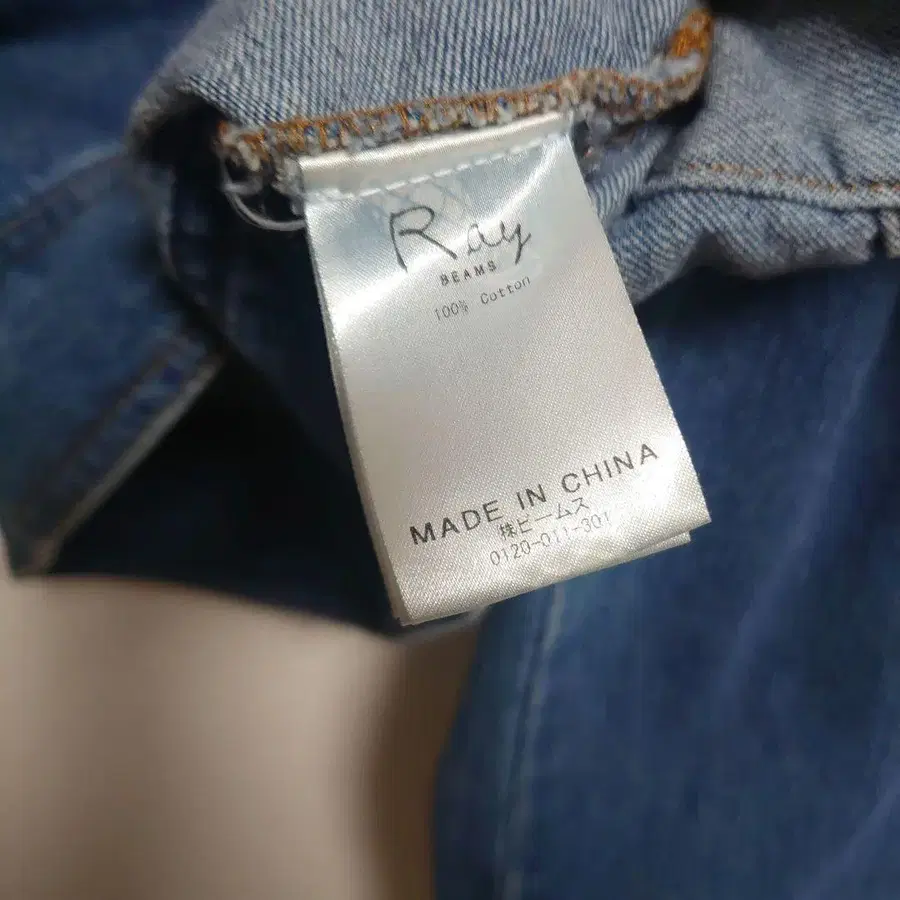 Ray
BEAMS
100% Cotton
MADE IN CHINA
㈱ビームス
0120-011-301